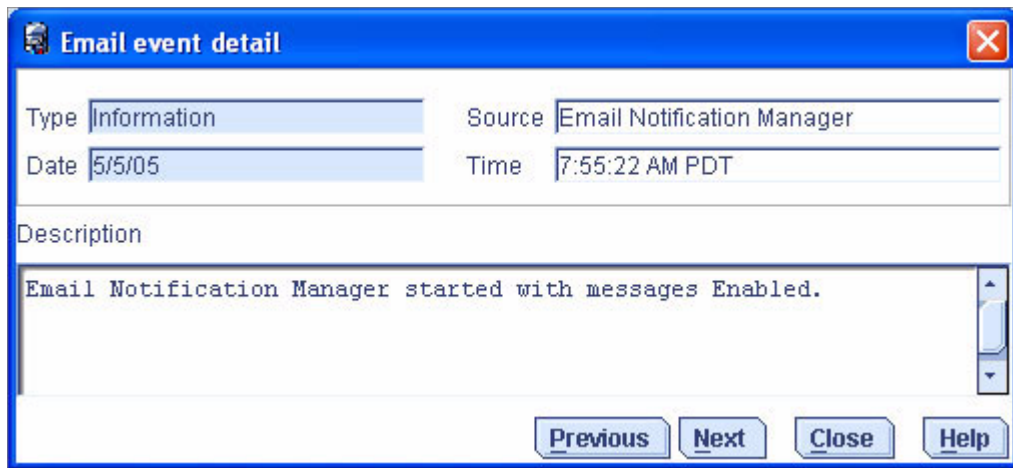 Email event detail
Type Information Source Email Notification Manager
Date 5/5/05 Time 7:55:22 AM PDT
Description
Email Notification Manager started with messages Enabled.
Previous Next Close Help